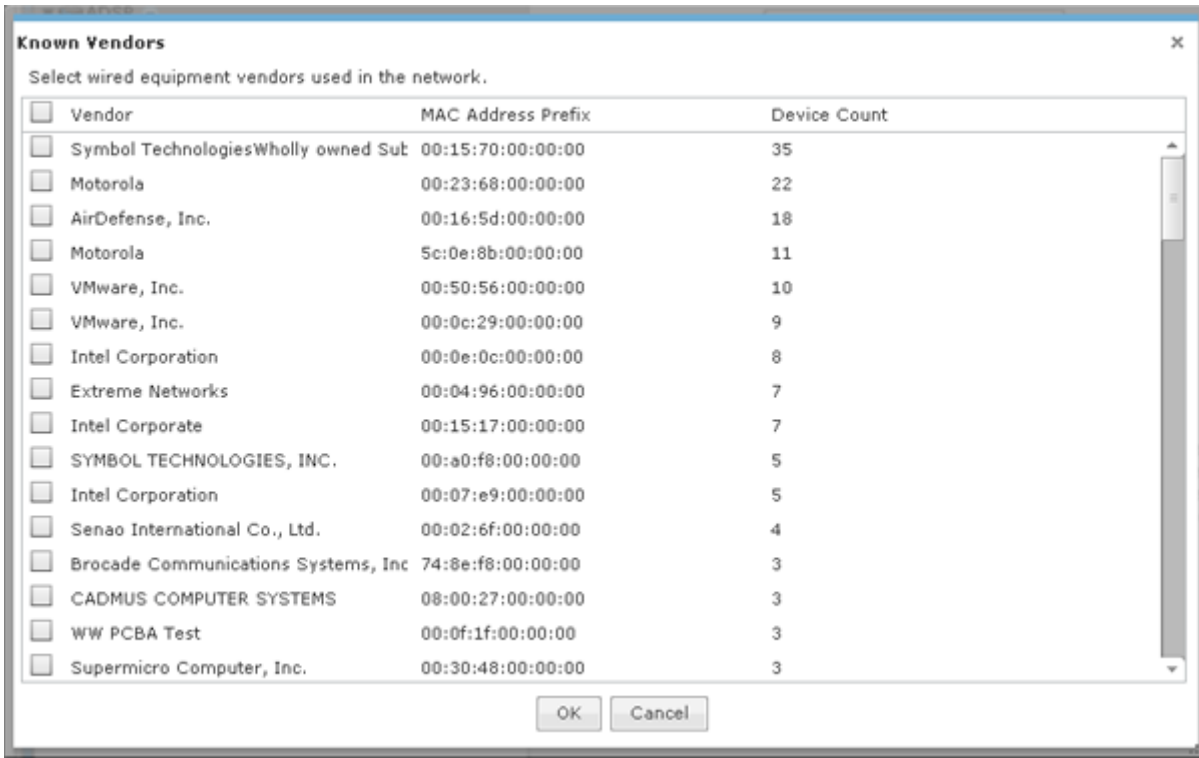 Known Vendors
Select wired equipment vendors used in the network.
Vendor MAC Address Prefix Device Count
Symbol TechnologiesWholly owned Sub 00:15:70:00:00:00 35
Motorola 00:23:68:00:00:00 22
AirDefense, Inc. 00:16:5d:00:00:00 18
Motorola 5c:0e:8b:00:00:00 11
VMware, Inc. 00:50:56:00:00:00 10
VMware, Inc. 00:0c:29:00:00:00 9
Intel Corporation 00:0e:0c:00:00:00 8
Extreme Networks 00:04:96:00:00:00 7
Intel Corporate 00:15:17:00:00:00 7
SYMBOL TECHNOLOGIES, INC. 00:a0:f8:00:00:00 5
Intel Corporation 00:07:e9:00:00:00 5
Senao International Co., Ltd. 00:02:6f:00:00:00 4
Brocade Communications Systems, Inc 74:8e:f8:00:00:00 3
CADMUS COMPUTER SYSTEMS 08:00:27:00:00:00 3
WW PCBA Test 00:0f:1f:00:00:00 3
Supermicro Computer, Inc. 00:30:48:00:00:00 3
OK Cancel